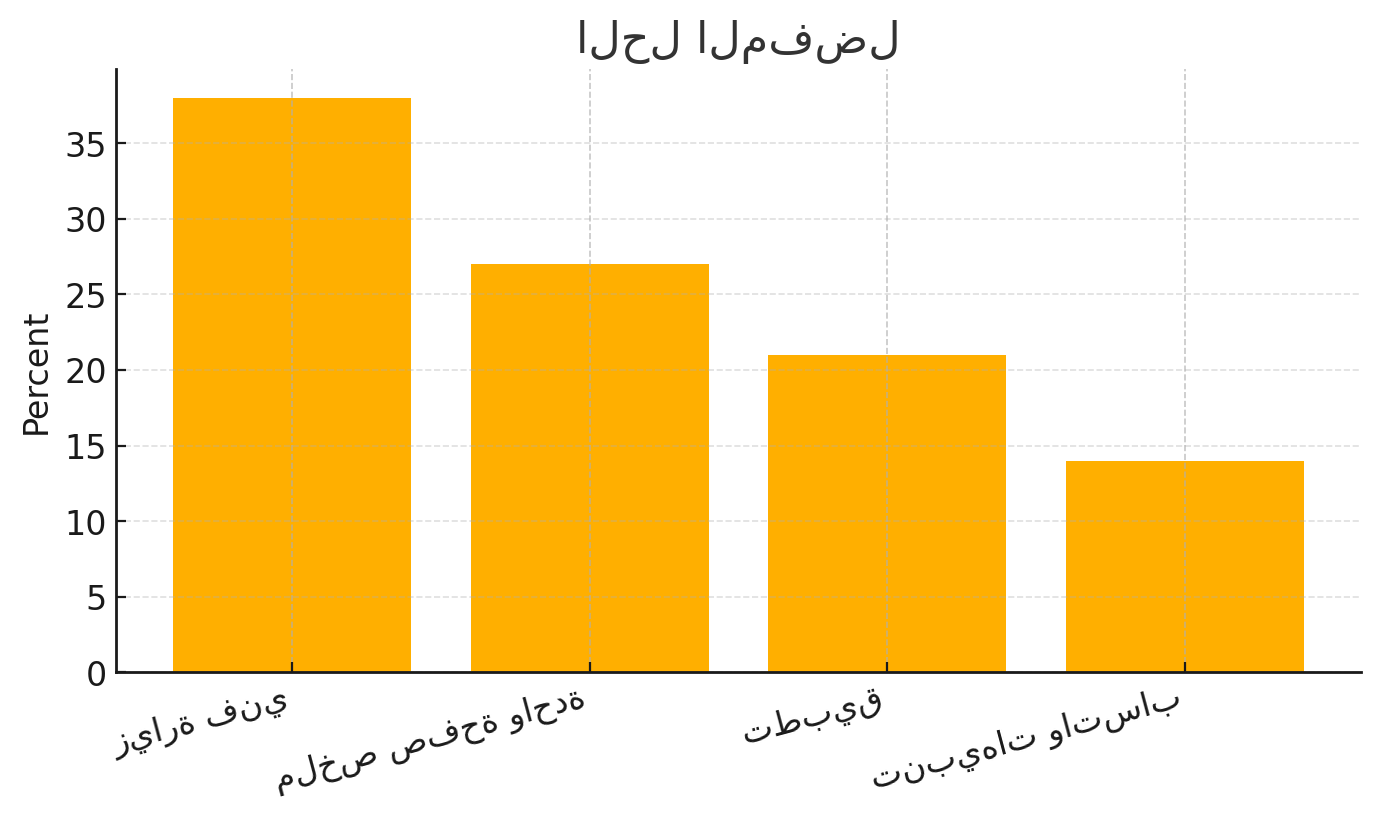 الحل المفضل
Percent
35
30
25
20
15
10
5
0
زيارة فني
ملخص صفحة واحدة
تطبيق
تنبيهات واتساب